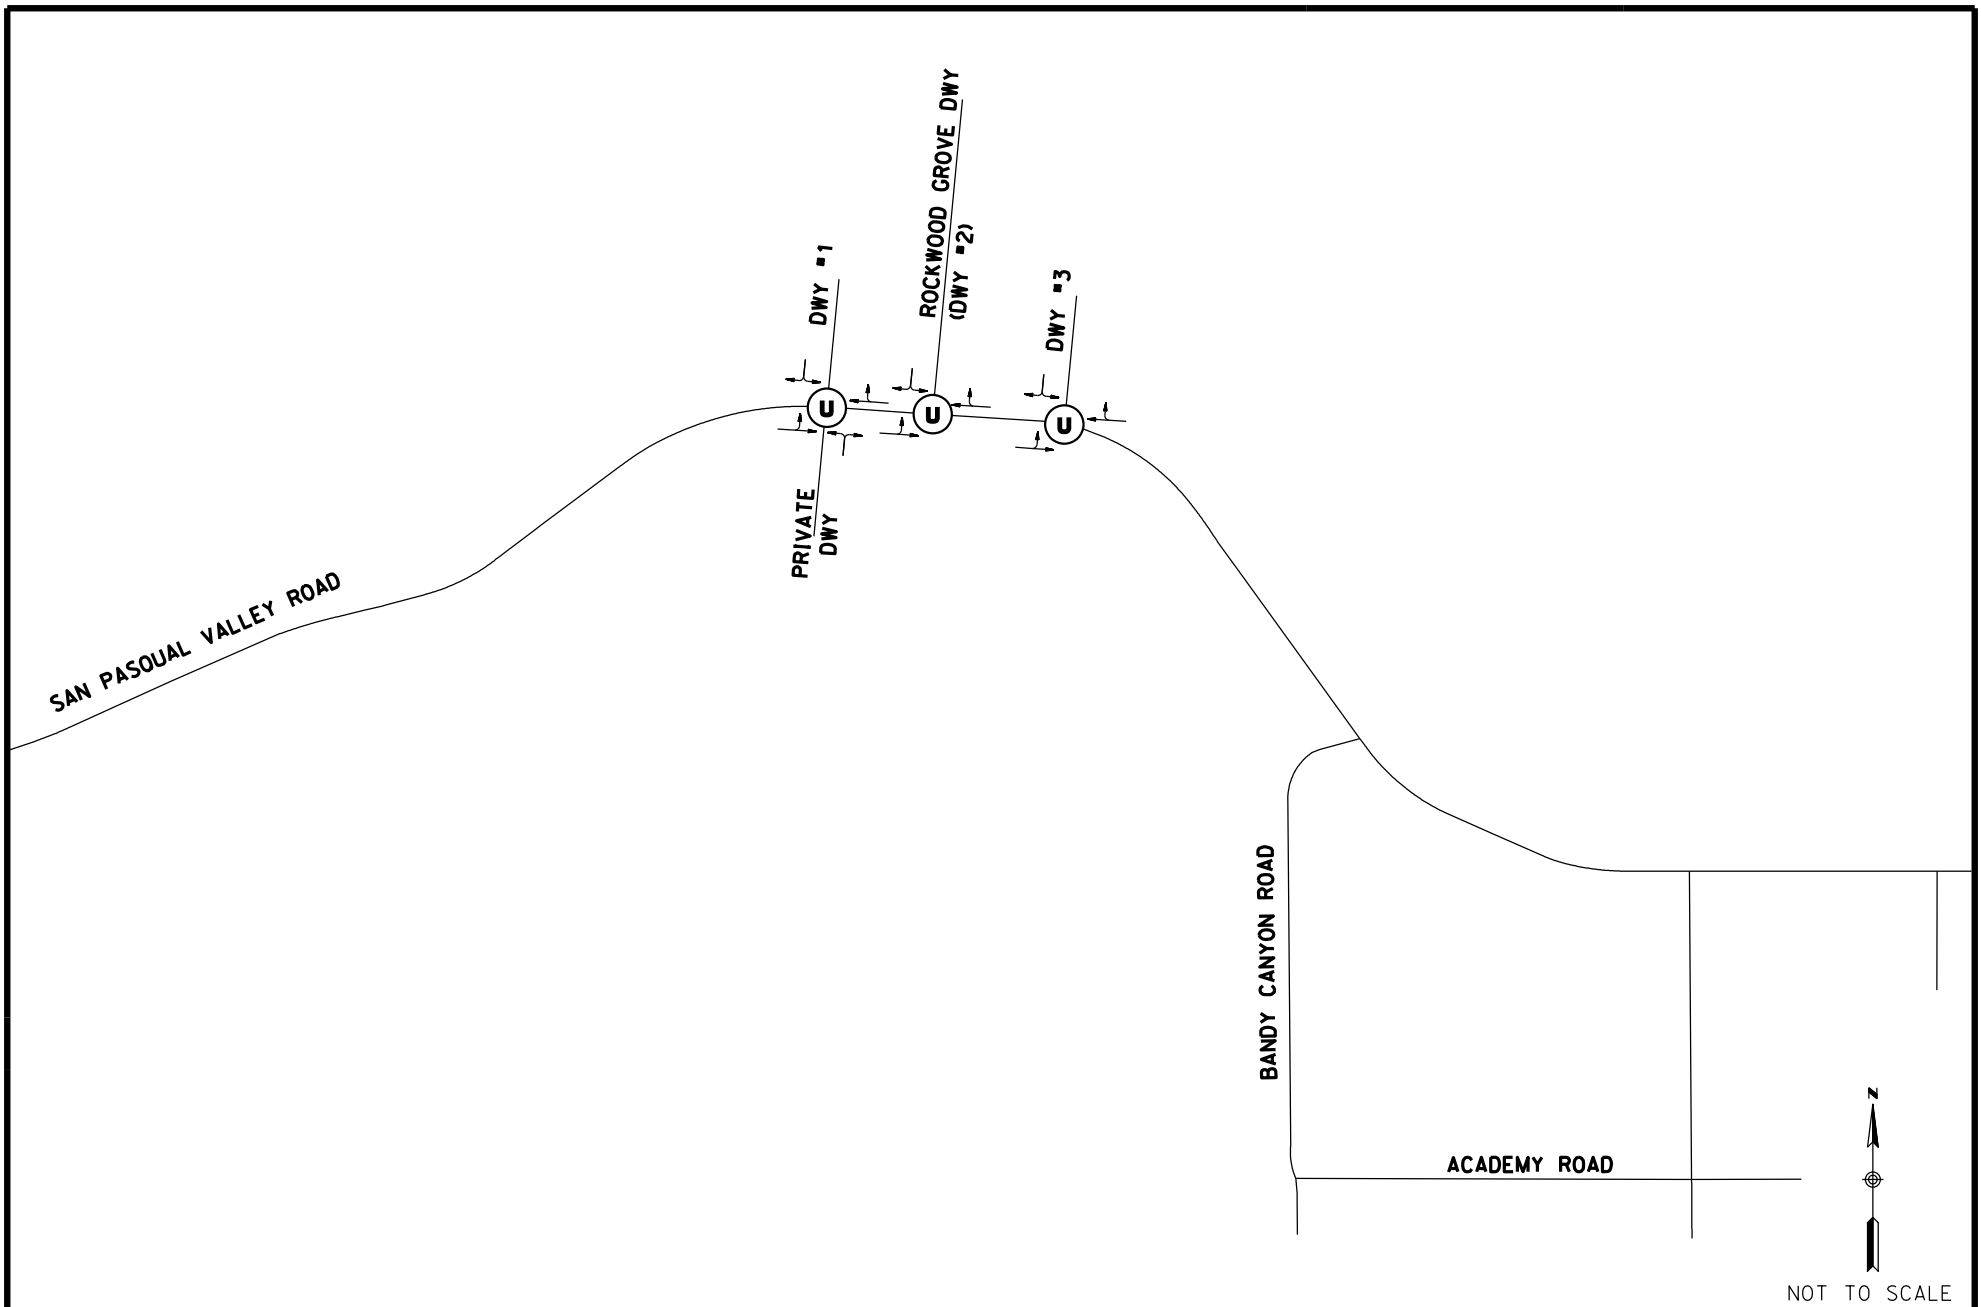 ROCKWOOD GROVE DWY
(DWY #2)
DWY #1
DWY #3
U
U
U
PRIVATE
DWY
SAN PASQUAL VALLEY ROAD
BANDY CANYON ROAD
ACADEMY ROAD
N
NOT TO SCALE